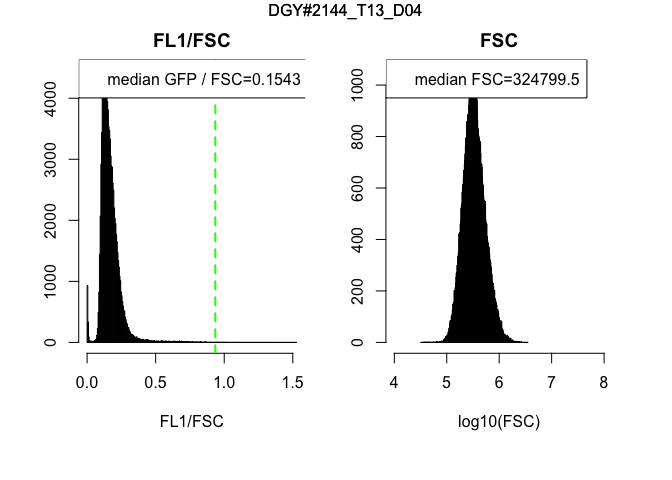 DGY#2144_T13_D04
FL1/FSC
median GFP / FSC=0.1543
4000
3000
2000
1000
0
0.0 0.5 1.0 1.5
FL1/FSC
FSC
median FSC=324799.5
1000
800
600
400
200
0
4 5 6 7 8
log10(FSC)